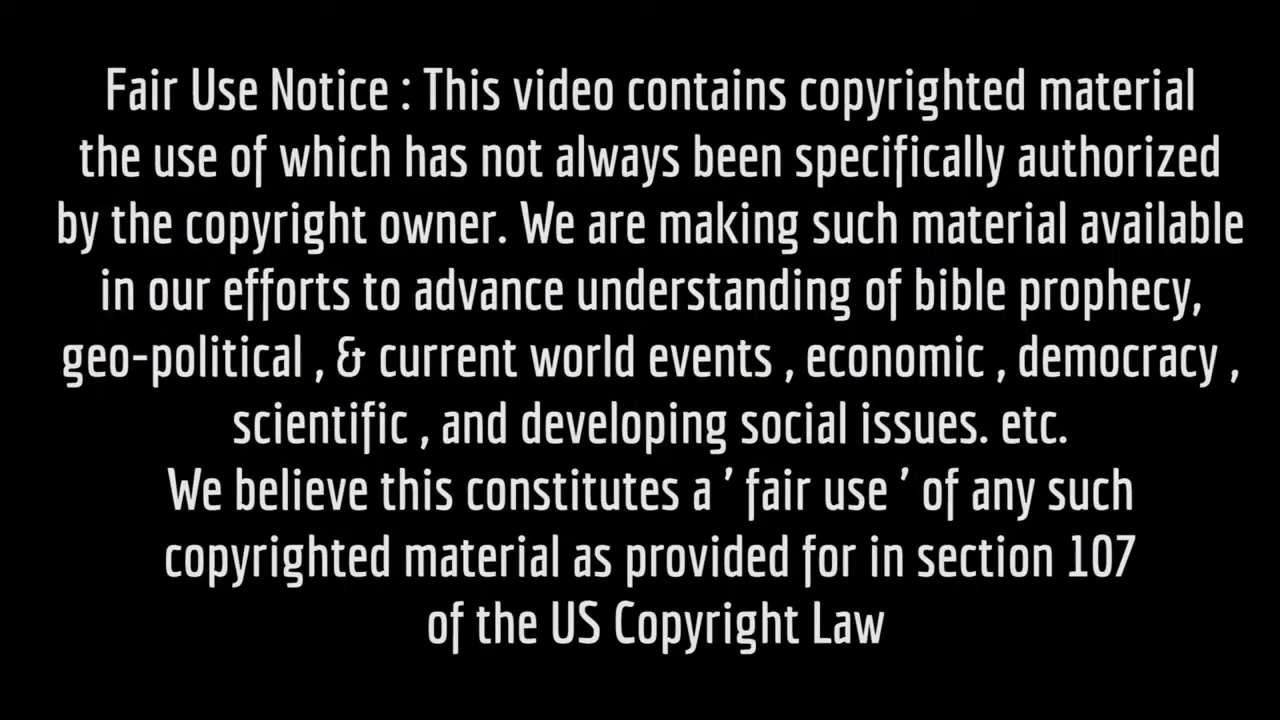 Fair Use Notice : This video contains copyrighted material
the use of which has not always been specifically authorized
by the copyright owner. We are making such material available
in our efforts to advance understanding of bible prophecy,
geo-political , & current world events , economic , democracy ,
scientific , and developing social issues. etc.
We believe this constitutes a ' fair use ' of any such
copyrighted material as provided for in section 107
of the US Copyright Law